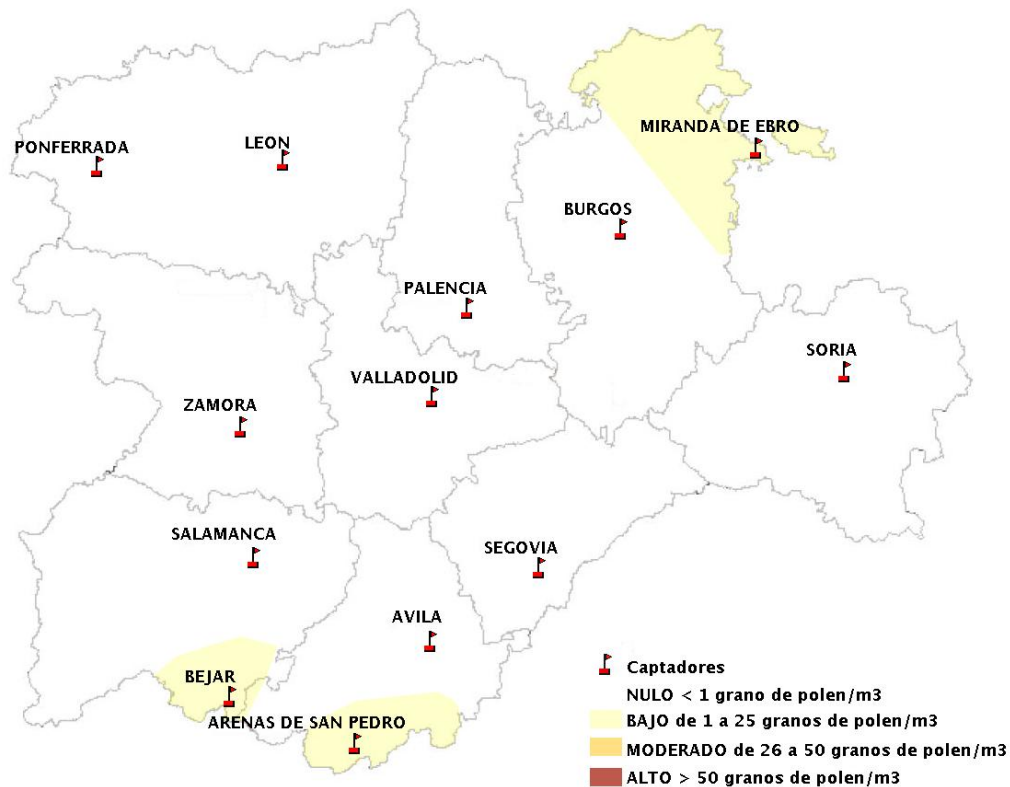 MIRANDA DE EBRO
PONFERRADA
LEON
BURGOS
PALENCIA
SORIA
VALLADOLID
ZAMORA
SALAMANCA
SEGOVIA
AVILA
BEJAR
ARENAS DE SAN PEDRO
Captadores
NULO < 1 grano de polen/m3
BAJO de 1 a 25 granos de polen/m3
MODERADO de 26 a 50 granos de polen/m3
ALTO > 50 granos de polen/m3